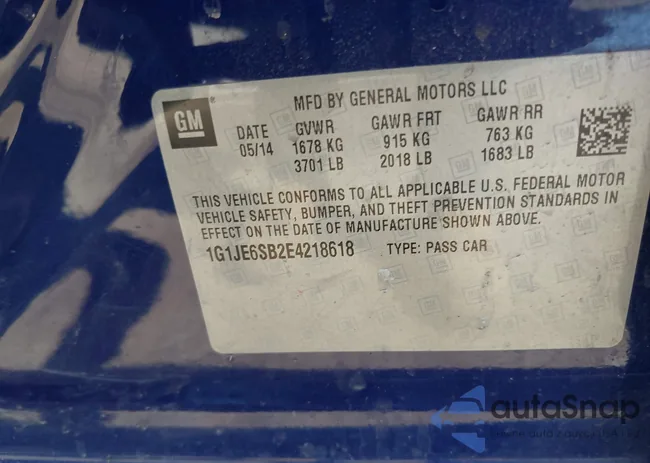 GM
MFD BY GENERAL MOTORS LLC
DATE GVWR GAWR FRT GAWR RR
05/14 1678 KG 915 KG 763 KG
3701 LB 2018 LB 1683 LB
THIS VEHICLE CONFORMS TO ALL APPLICABLE U.S. FEDERAL MOTOR
VEHICLE SAFETY, BUMPER, AND THEFT PREVENTION STANDARDS IN
EFFECT ON THE DATE OF MANUFACTURE SHOWN ABOVE.
1G1JE6SB2E4218618 TYPE: PASS CAR
autaSnap